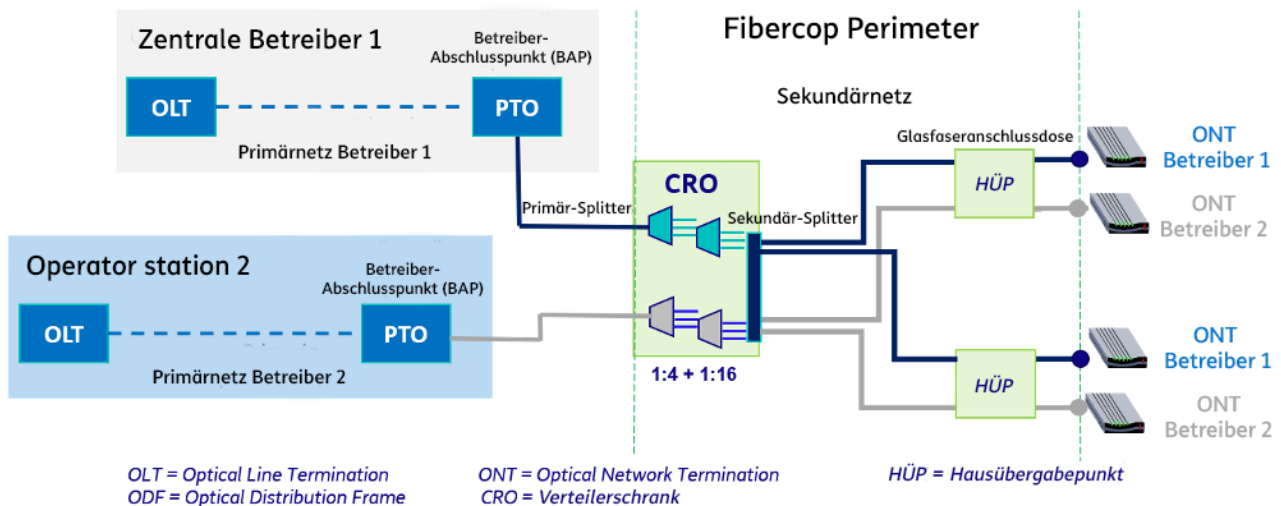 Zentrale Betreiber 1
Betreiber-
Abschlusspunkt (BAP)
OLT
PTO
Primärnetz Betreiber 1
Operator station 2
Betreiber-
Abschlusspunkt (BAP)
OLT
PTO
Primärnetz Betreiber 2
Fibercop Perimeter
Sekundärnetz
CRO
Primär-Splitter
Sekundär-Splitter
1:4 + 1:16
Glasfaseranschlussdose
HÜP
ONT
Betreiber 1
ONT
Betreiber 2
HÜP
ONT
Betreiber 1
ONT
Betreiber 2
OLT = Optical Line Termination
ODF = Optical Distribution Frame
ONT = Optical Network Termination
CRO = Verteilerschrank
HÜP = Hausübergabepunkt